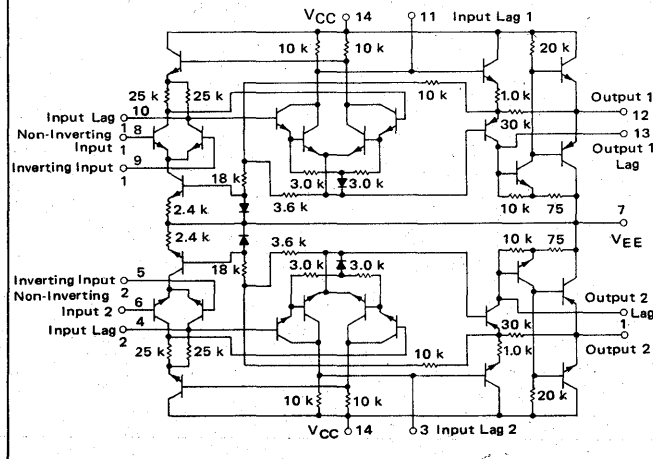 VCC 14 11 Input Lag 1
10 k 10 k 20 k
25 k 25 k
10 k 1.0 k
Input Lag
10
Output 1
12
Non-Inverting 1 8
Input 1
30 k
13
Output 1
Lag
9
Inverting Input
1
3.0 k 3.0 k
18 k
10 k 75
3.6 k
2.4 k
7
VEE
2.4 k
3.6 k
10 k 75
18 k
3.0 k 3.0 k
Inverting Input 5
2
Non-Inverting
Input 2 6
Output 2
Lag
1
Input Lag 4
2
30 k
Output 2
25 k 25 k
10 k 1.0 k
10 k 10 k 20 k
VCC 14 3 Input Lag 2